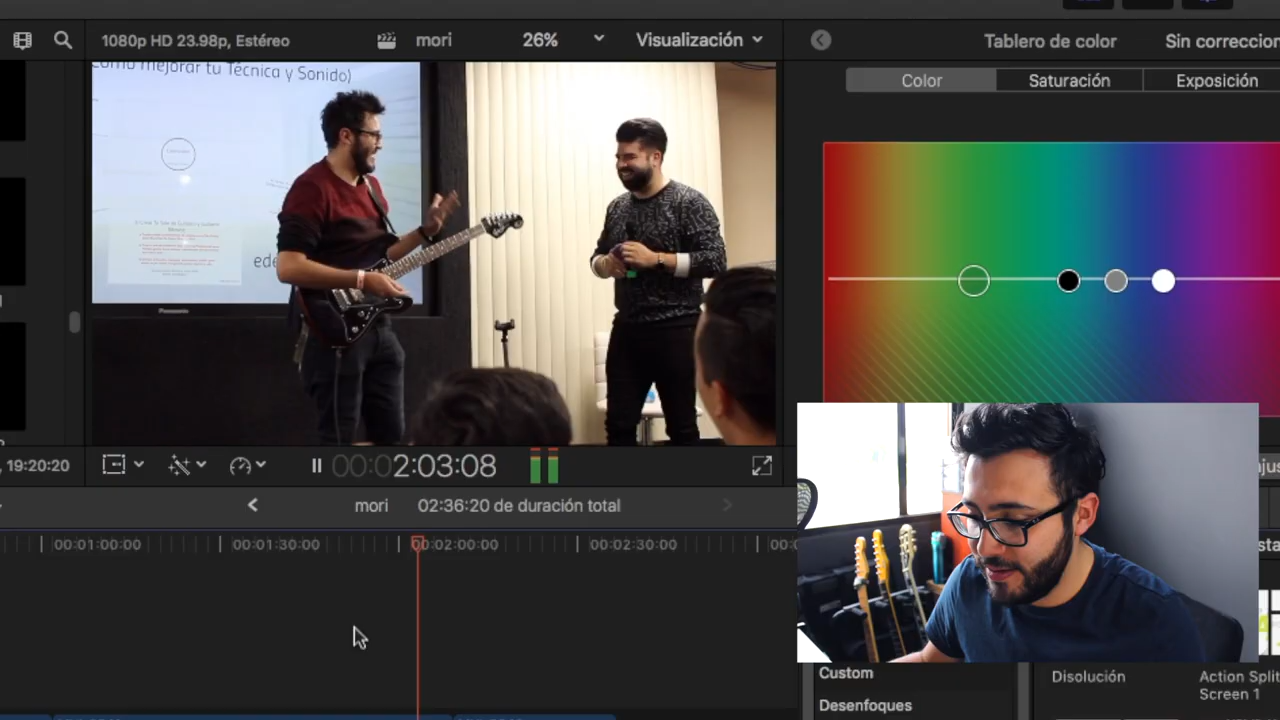 1080p HD 23.98p, Estéreo
mori
26%
Visualización
Tablero de color
Sin correccion
Color
Saturación
Exposición
Como mejorar tu Técnica y Sonido)
Panasonic
, 19:20:20
00:02:03:08
mori
02:36:20 de duración total
00:01:00:00
00:01:30:00
00:02:00:00
00:02:30:00
00:
Custom
Desenfoques
Disolución
Action Split
Screen 1